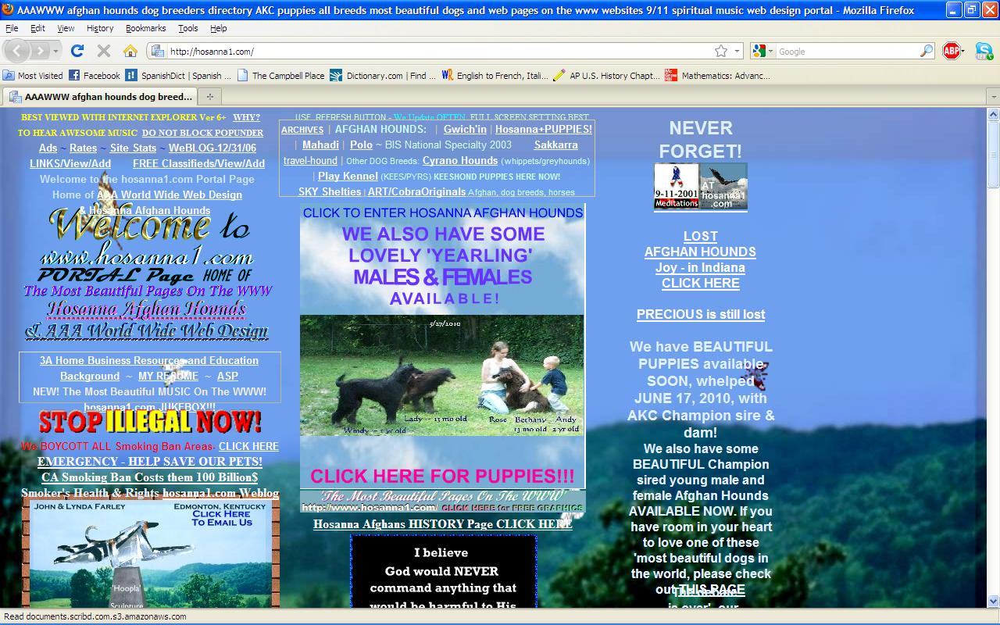 AAAWWW afghan hounds dog breeders directory AKC puppies all breeds most beautiful dogs and web pages on the www websites 9/11 spiritual music web design portal - Mozilla Firefox
File Edit View History Bookmarks Tools Help
http://hosanna1.com/
Google
ABP
Most Visited Facebook SpanishDict | Spanish ... The Campbell Place Dictionary.com | Find ... English to French, Itali... AP U.S. History Chapt... Mathematics: Advanc...
AAAWWW afghan hounds dog breed...
BEST VIEWED WITH INTERNET EXPLORER Ver 6+ WHY?
TO HEAR AWESOME MUSIC DO NOT BLOCK POPUNDER
Ads ~ Rates ~ Site Stats ~ WeBLOG-12/31/06
LINKS/View/Add FREE Classifieds/View/Add
Welcome to the hosanna1.com Portal Page
Home of AAA World Wide Web Design
& Hosanna Afghan Hounds
Welcome to
www.hosanna1.com
PORTAL Page HOME OF
The Most Beautiful Pages On The WWW
Hosanna Afghan Hounds
& AAA World Wide Web Design
3A Home Business Resources and Education
Background ~ MY RESUME ~ ASP
NEW! The Most Beautiful MUSIC On The WWW!
hosanna1.com JUKEBOX!!!
STOP ILLEGAL NOW!
We BOYCOTT ALL Smoking Ban Areas- CLICK HERE
EMERGENCY - HELP SAVE OUR PETS!
CA Smoking Ban Costs them 100 Billion$
Smoker's Health & Rights hosanna1.com Weblog
JOHN & LYNDA FARLEY EDMONTON, KENTUCKY
CLICK HERE
TO EMAIL US
'Hoopla'
Sculpture
USE REFRESH BUTTON - We Update OFTEN FULL SCREEN SETTING BEST
ARCHIVES | AFGHAN HOUNDS: | Gwich'in | Hosanna+PUPPIES!
| Mahadi | Polo ~ BIS National Specialty 2003 Sakkarra
travel-hound | Other DOG Breeds: Cyrano Hounds (whippets/greyhounds)
| Play Kennel (KEES/PYRS) KEESHOND PUPPIES HERE NOW!
SKY Shelties | ART/CobraOriginals Afghan, dog breeds, horses
CLICK TO ENTER HOSANNA AFGHAN HOUNDS
WE ALSO HAVE SOME
LOVELY 'YEARLING'
MALES & FEMALES
AVAILABLE!
5/27/2010
Windy -- 1 yr old Lady -- 13 mo old Rose Bethany Andy
13 mo old 2 yr old
CLICK HERE FOR PUPPIES!!!
'The Most Beautiful Pages On The WWW'
http://www.hosanna1.com/ CLICK HERE for FREE GRAPHICS
Hosanna Afghans HISTORY Page CLICK HERE
I believe
God would NEVER
command anything that
would be harmful to His
NEVER
FORGET!
9-11-2001
Meditations
AT
hosanna1
.com
LOST
AFGHAN HOUNDS
Joy - in Indiana
CLICK HERE
PRECIOUS is still lost
We have BEAUTIFUL
PUPPIES available
SOON, whelped
JUNE 17, 2010, with
AKC Champion sire &
dam!
We also have some
BEAUTIFUL Champion
sired young male and
female Afghan Hounds
AVAILABLE NOW. If you
have room in your heart
to love one of these
'most beautiful dogs in
the world, please check
out THIS PAGE
Read documents.scribd.com.s3.amazonaws.com